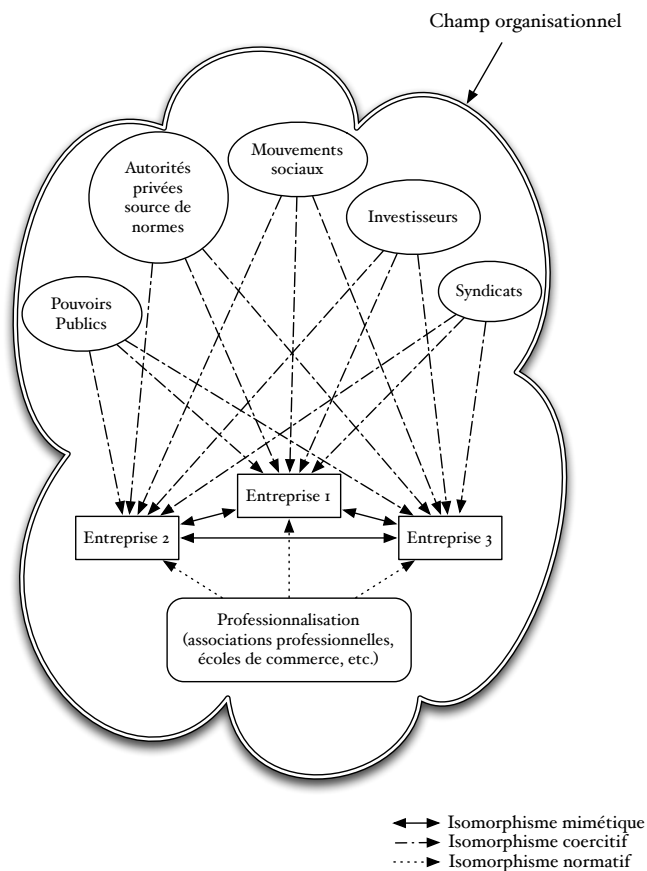 Champ organisationnel
Mouvements
sociaux
Autorités
privées
source de
normes
Investisseurs
Syndicats
Pouvoirs
Publics
Entreprise 1
Entreprise 2
Entreprise 3
Professionnalisation
(associations professionnelles,
écoles de commerce, etc.)
Isomorphisme mimétique
Isomorphisme coercitif
Isomorphisme normatif